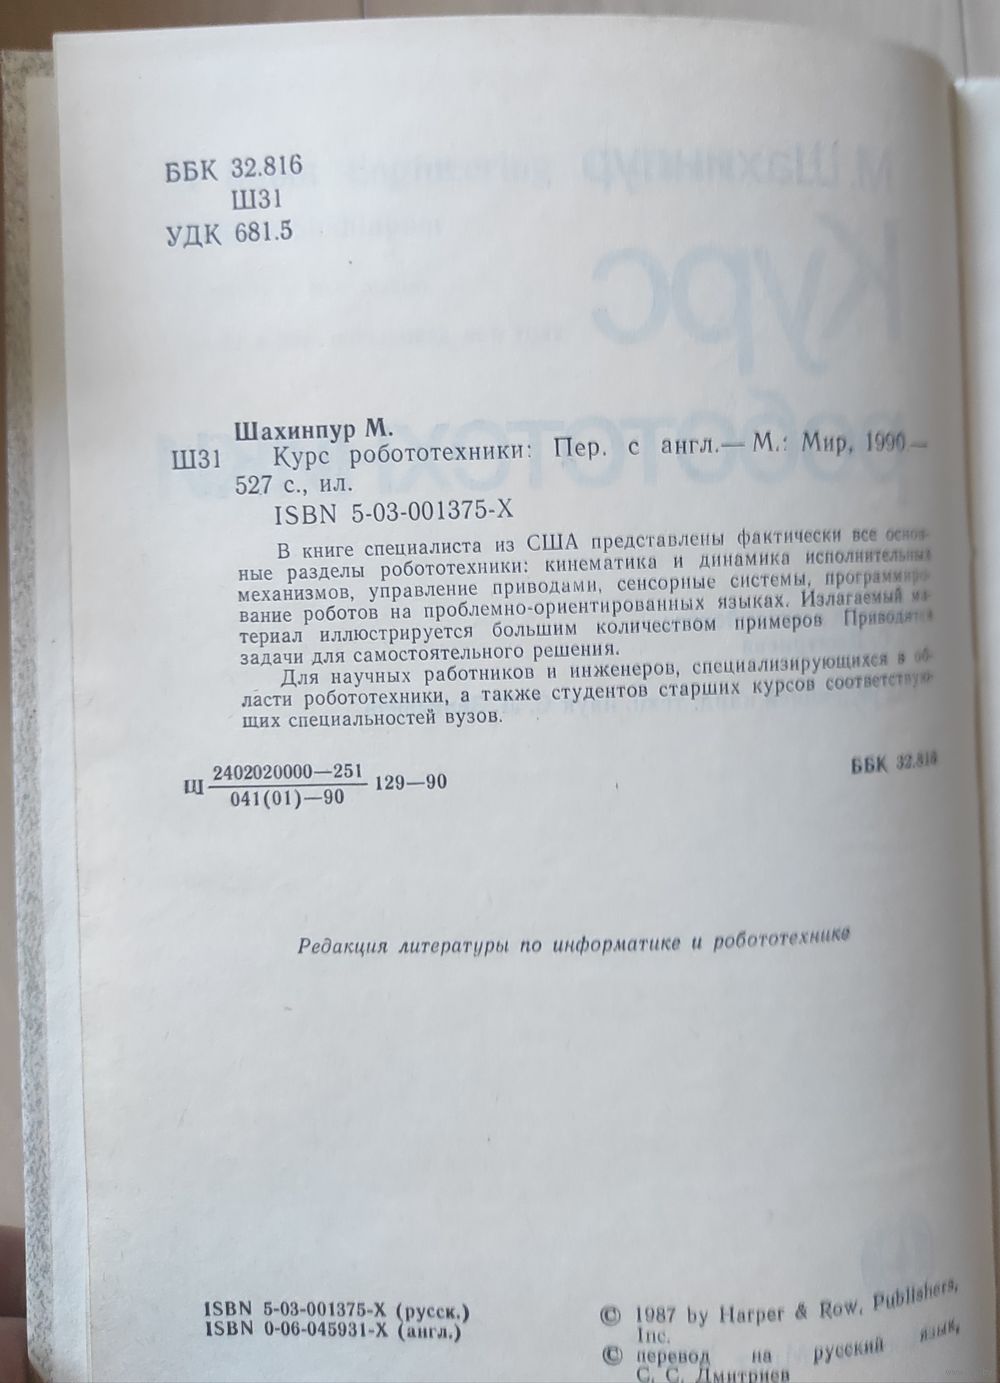 ББК 32.816
Ш31
УДК 681.5
Шахинпур М.
Ш31 Курс робототехники: Пер. с англ.— М.: Мир, 1990.—
527 с., ил.
ISBN 5-03-001375-X
В книге специалиста из США представлены фактически все основ-
ные разделы робототехники: кинематика и динамика исполнительных
механизмов, управление приводами, сенсорные системы, программиро-
вание роботов на проблемно-ориентированных языках. Излагаемый ма-
териал иллюстрируется большим количеством примеров Приводятся
задачи для самостоятельного решения.
Для научных работников и инженеров, специализирующихся в об-
ласти робототехники, а также студентов старших курсов соответствую-
щих специальностей вузов.
Ш 2402020000—251
041(01)—90 129—90
ББК 32.816
Редакция литературы по информатике и робототехнике
ISBN 5-03-001375-X (русск.)
ISBN 0-06-045931-X (англ.)
© 1987 by Harper & Row, Publishers,
Inc.
© перевод на русский язык,
С. С. Дмитриев